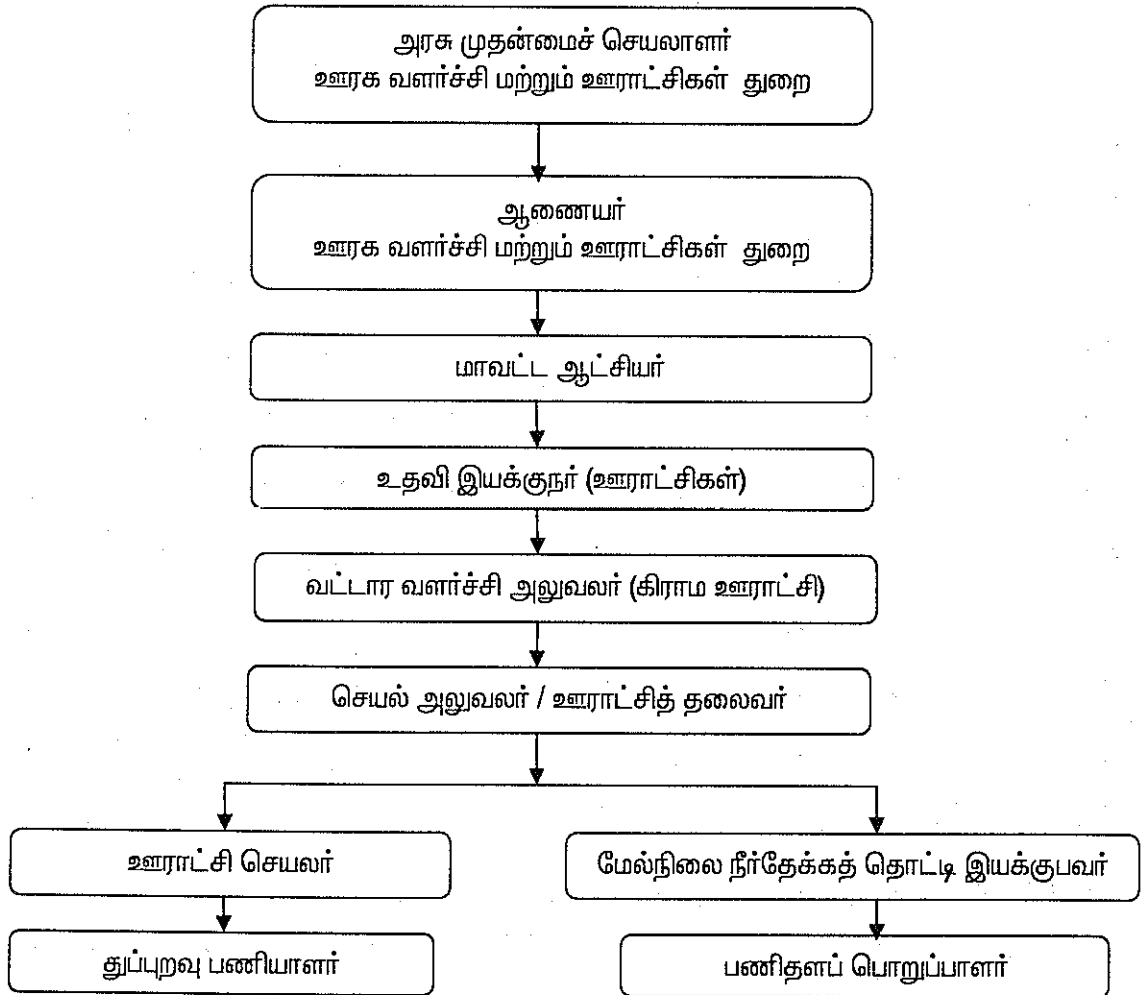 அரசு முதன்மைச் செயலாளர்
ஊரக வளர்ச்சி மற்றும் ஊராட்சிகள் துறை
ஆணையர்
ஊரக வளர்ச்சி மற்றும் ஊராட்சிகள் துறை
மாவட்ட ஆட்சியர்
உதவி இயக்குநர் (ஊராட்சிகள்)
வட்டார வளர்ச்சி அலுவலர் (கிராம ஊராட்சி)
செயல் அலுவலர் / ஊராட்சித் தலைவர்
ஊராட்சி செயலர்
மேல்நிலை நீர்தேக்கத் தொட்டி இயக்குபவர்
துப்புறவு பணியாளர்
பணிதளப் பொறுப்பாளர்